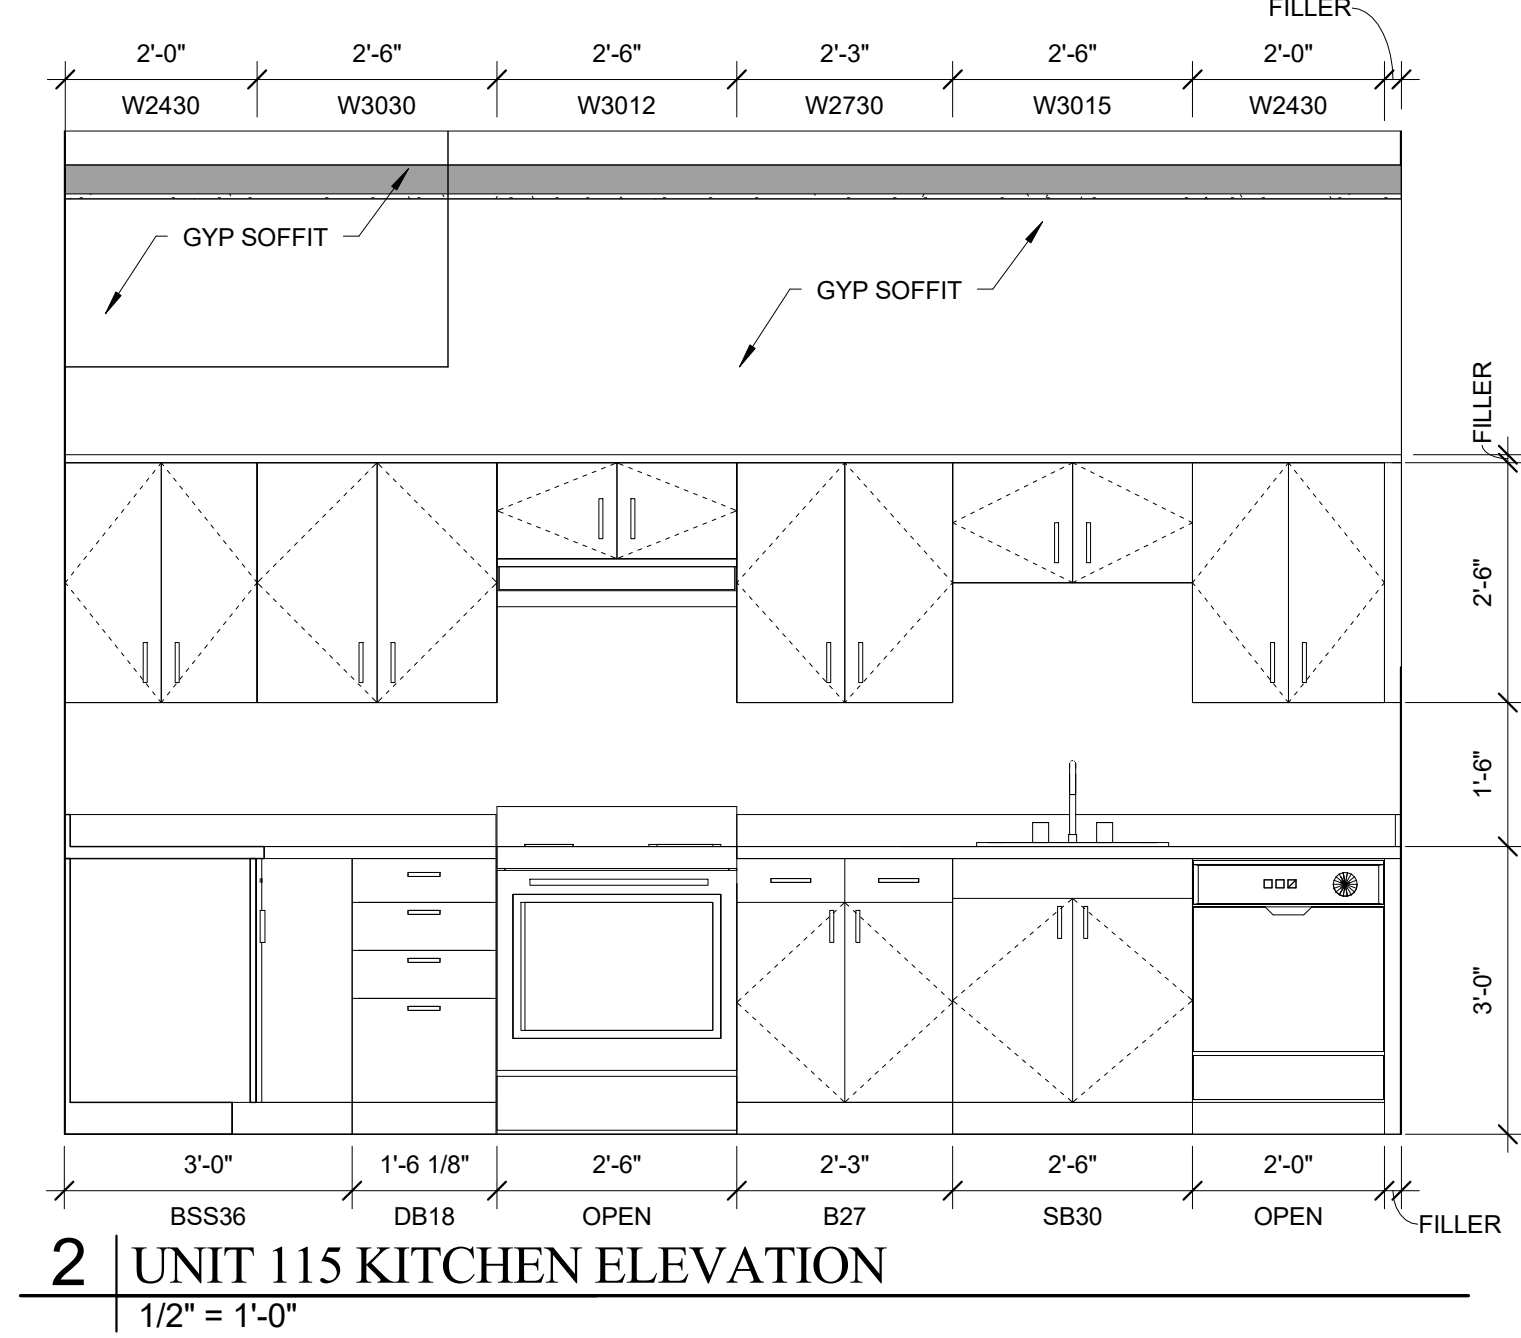 FILLER
2'-0" 2'-6" 2'-6" 2'-3" 2'-6" 2'-0"
W2430 W3030 W3012 W2730 W3015 W2430
GYP SOFFIT
GYP SOFFIT
FILLER
2'-6"
1'-6"
3'-0"
3'-0" 1'-6 1/8" 2'-6" 2'-3" 2'-6" 2'-0"
BSS36 DB18 OPEN B27 SB30 OPEN
FILLER
2 UNIT 115 KITCHEN ELEVATION
1/2" = 1'-0"